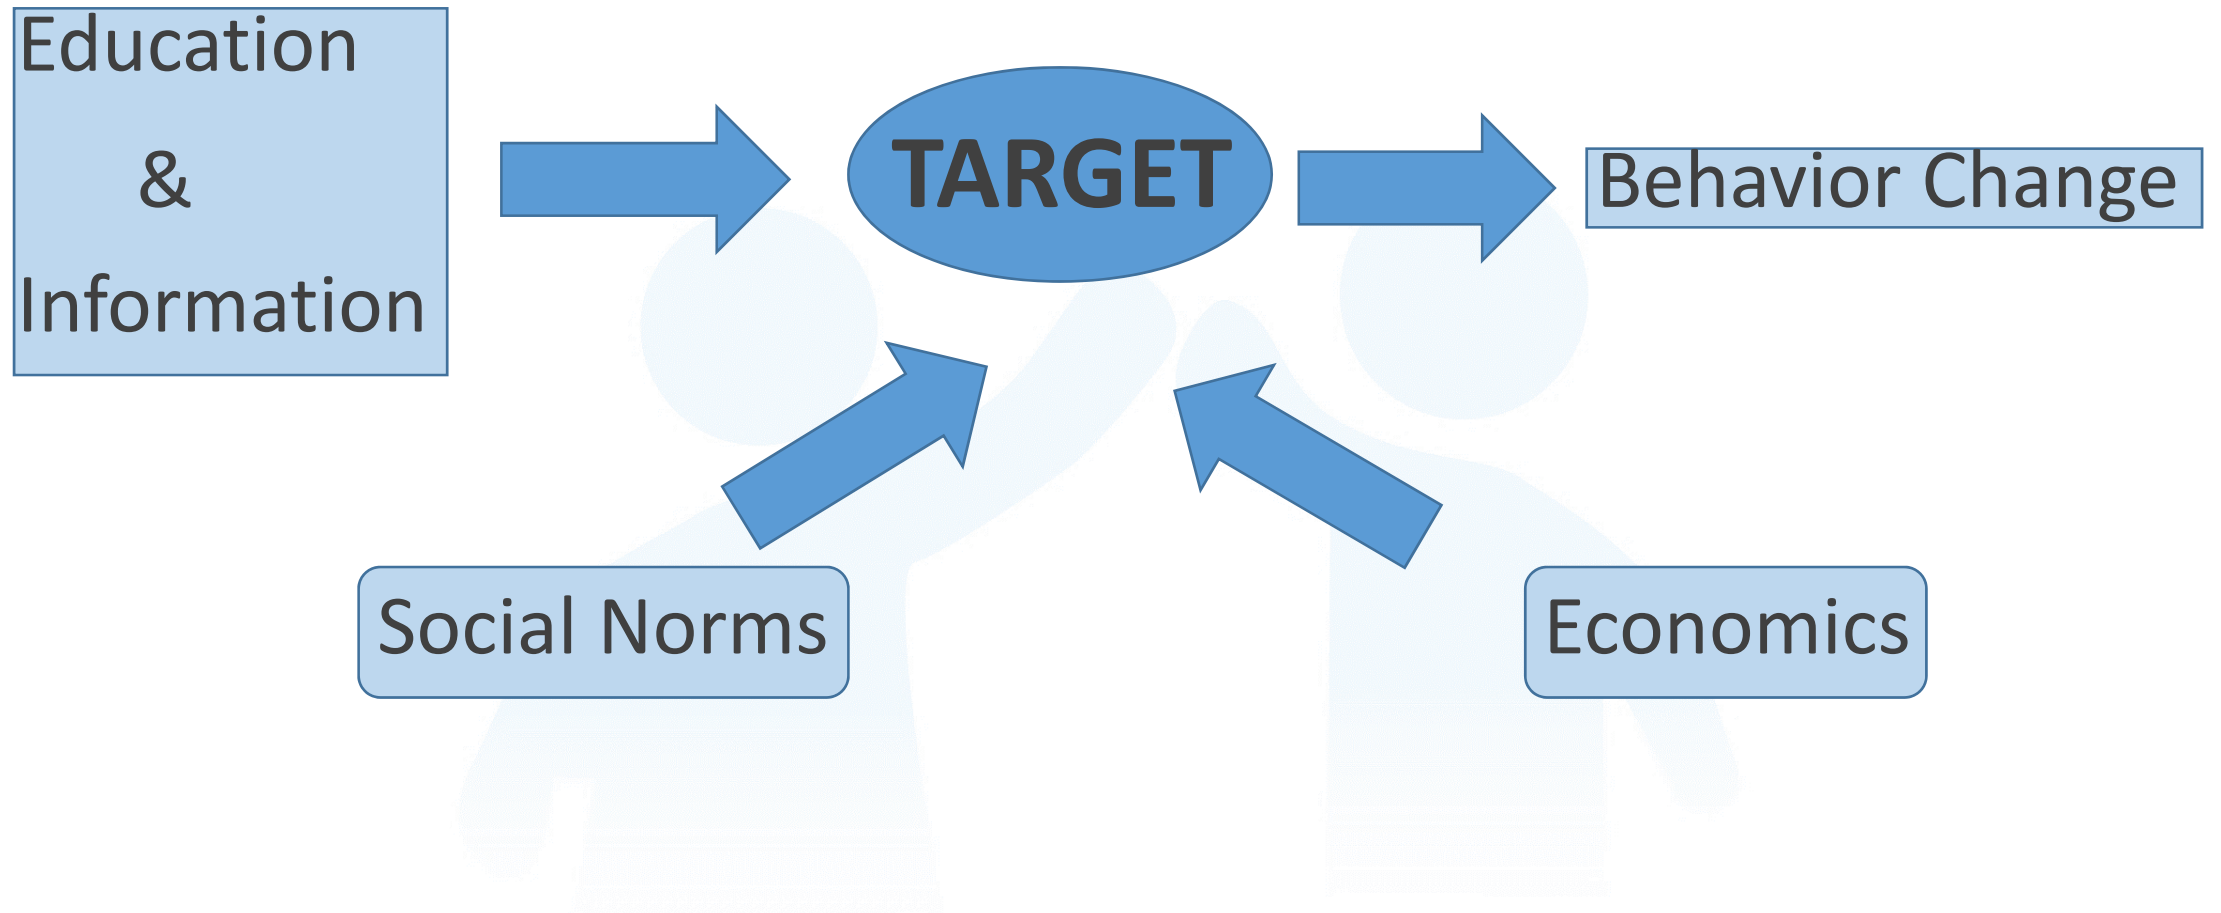 Education
&
Information
TARGET
Behavior Change
Social Norms
Economics